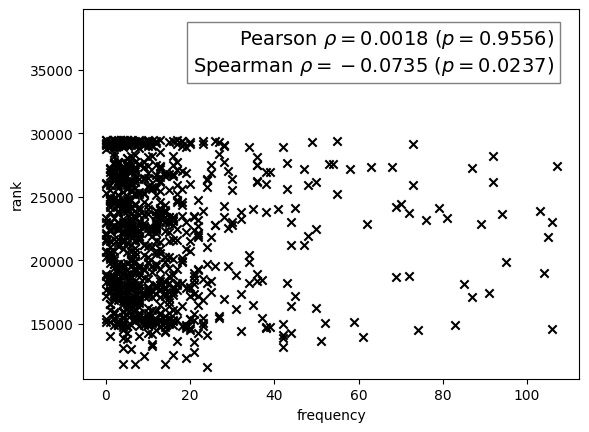 Pearson ρ = 0.0018 (p = 0.9556)
Spearman ρ = −0.0735 (p = 0.0237)
35000
30000
25000
20000
15000
rank
0 20 40 60 80 100
frequency